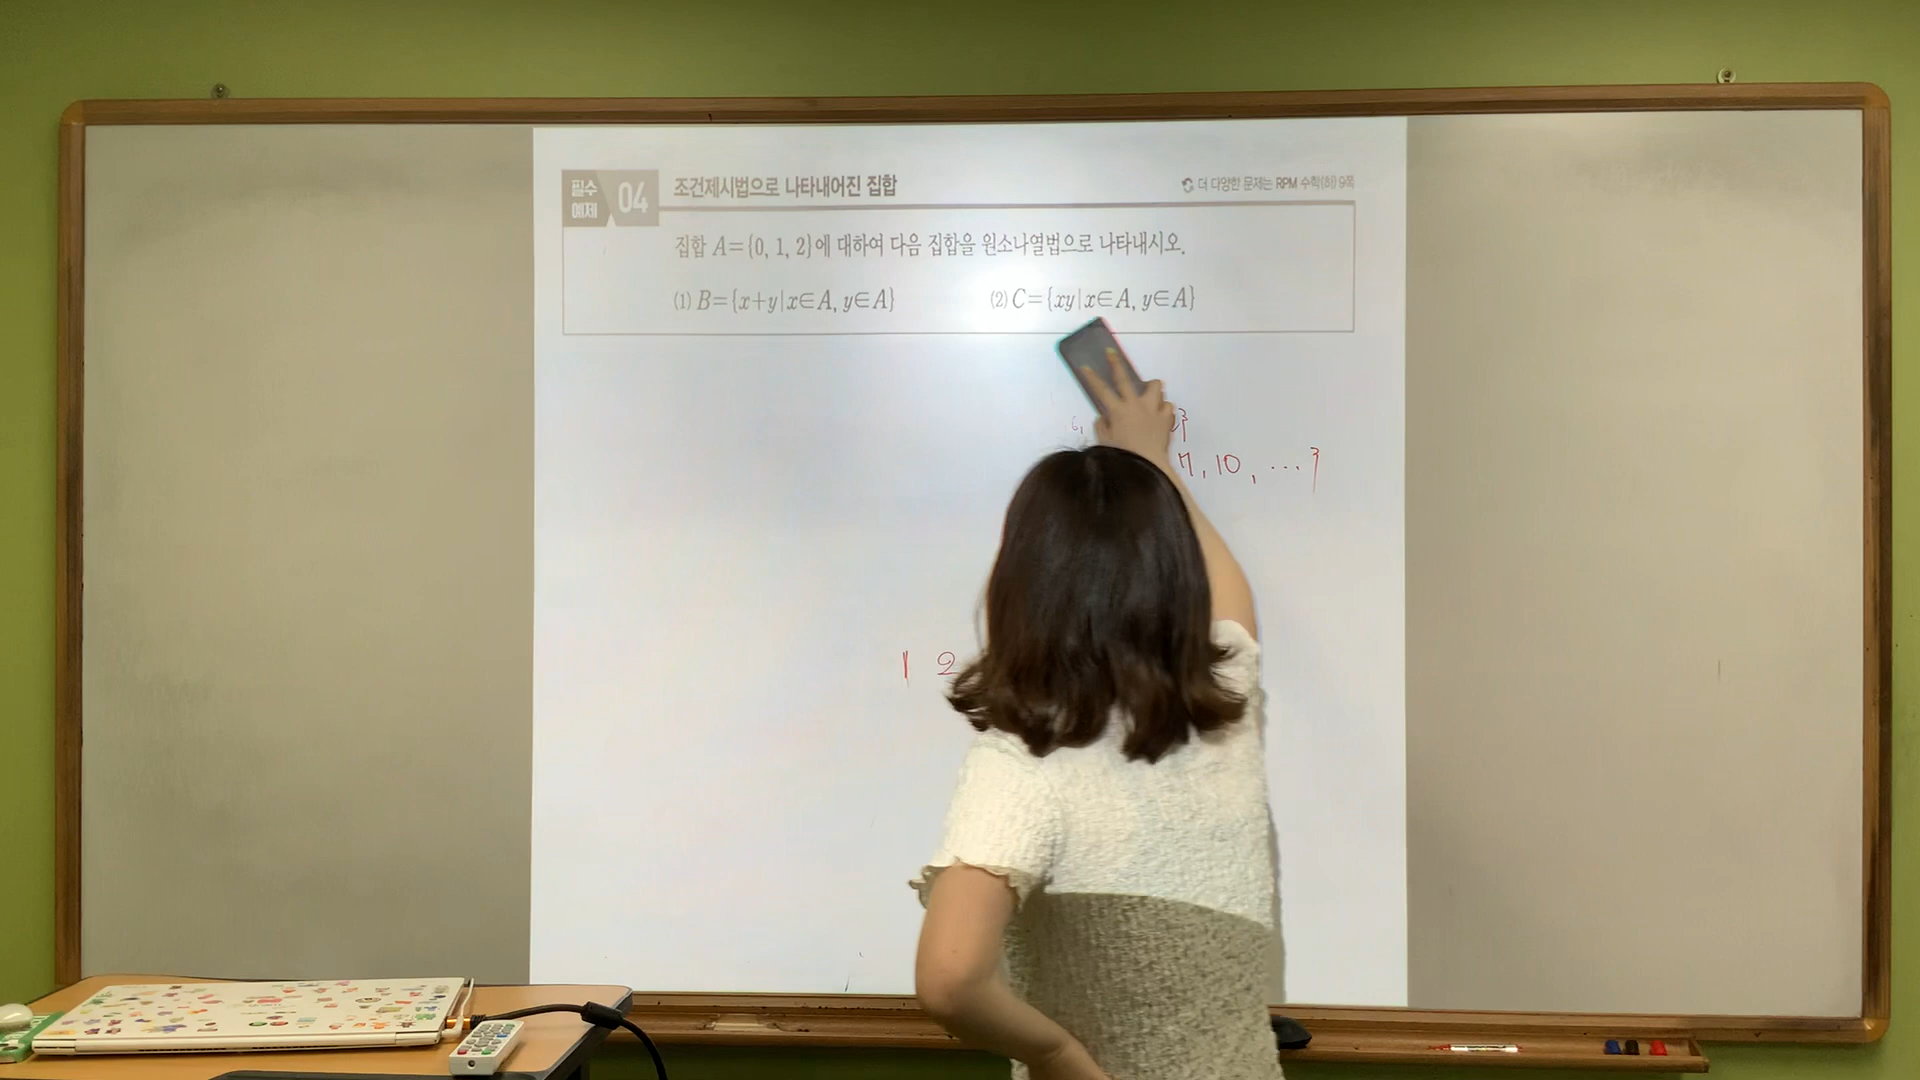 필수 예제 04 조건제시법으로 나타내어진 집합
더 다양한 문제는 RPM 수학(하) 9쪽
집합 A={0, 1, 2}에 대하여 다음 집합을 원소나열법으로 나타내시오.
(1) B={x+y|x∈A, y∈A} (2) C={xy|x∈A, y∈A}
6, }
7, 10, ...}
1 2